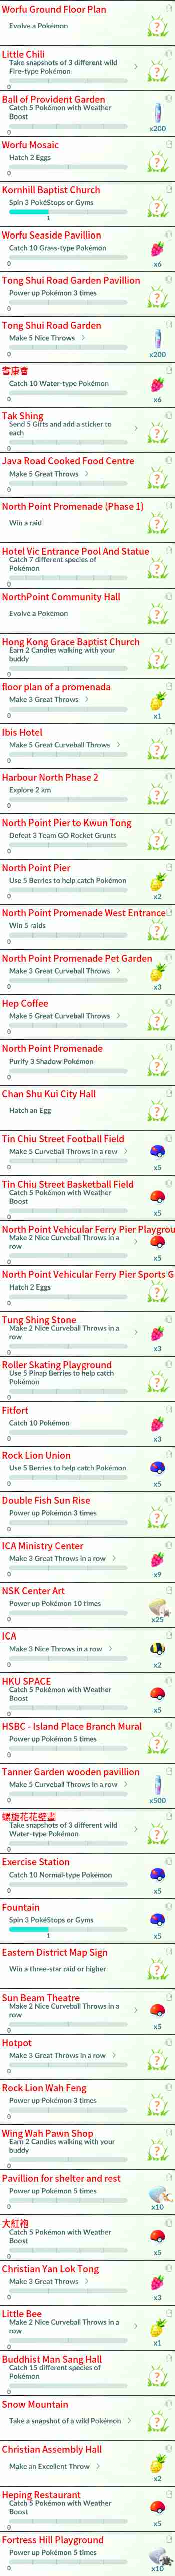 Worfu Ground Floor Plan
Evolve a Pokémon
?
Little Chili
Take snapshots of 3 different wild
Fire-type Pokémon
?
0
Ball of Provident Garden
Catch 5 Pokémon with Weather
Boost
x200
0
Worfu Mosaic
Hatch 2 Eggs
?
0
Kornhill Baptist Church
Spin 3 PokéStops or Gyms
?
1
Worfu Seaside Pavillion
Catch 10 Grass-type Pokémon
x6
0
Tong Shui Road Garden Pavillion
Power up Pokémon 3 times
?
0
Tong Shui Road Garden
Make 5 Nice Throws
x200
0
耆康會
Catch 10 Water-type Pokémon
x6
0
Tak Shing
Send 5 Gifts and add a sticker to
each
?
0
Java Road Cooked Food Centre
Make 5 Great Throws
?
0
North Point Promenade (Phase 1)
Win a raid
?
Hotel Vic Entrance Pool And Statue
Catch 7 different species of
Pokémon
?
0
NorthPoint Community Hall
Evolve a Pokémon
?
Hong Kong Grace Baptist Church
Earn 2 Candies walking with your
buddy
?
0
floor plan of a promenada
Make 3 Great Throws
x1
0
Ibis Hotel
Make 5 Great Curveball Throws
?
0
Harbour North Phase 2
Explore 2 km
?
0
North Point Pier to Kwun Tong
Defeat 3 Team GO Rocket Grunts
?
0
North Point Pier
Use 5 Berries to help catch Pokémon
x2
0
North Point Promenade West Entrance
Win 5 raids
?
0
North Point Promenade Pet Garden
Make 3 Great Curveball Throws
x3
0
Hep Coffee
Make 5 Great Curveball Throws
?
0
North Point Promenade
Purify 3 Shadow Pokémon
?
0
Chan Shu Kui City Hall
Hatch an Egg
?
Tin Chiu Street Football Field
Make 5 Curveball Throws in a row
x5
0
Tin Chiu Street Basketball Field
Catch 5 Pokémon with Weather
Boost
x5
0
North Point Vehicular Ferry Pier Playgrou
Make 2 Nice Curveball Throws in a
row
x5
0
North Point Vehicular Ferry Pier Sports G
Hatch 2 Eggs
?
0
Tung Shing Stone
Make 2 Nice Curveball Throws in a
row
x3
0
Roller Skating Playground
Use 5 Pinap Berries to help catch
Pokémon
?
0
Fitfort
Catch 10 Pokémon
x3
0
Rock Lion Union
Use 5 Berries to help catch Pokémon
x5
0
Double Fish Sun Rise
Power up Pokémon 3 times
?
0
ICA Ministry Center
Make 3 Great Throws in a row
x9
0
NSK Center Art
Power up Pokémon 10 times
x25
0
ICA
Make 3 Nice Throws in a row
x2
0
HKU SPACE
Catch 5 Pokémon with Weather
Boost
x5
0
HSBC - Island Place Branch Mural
Power up Pokémon 5 times
?
0
Tanner Garden wooden pavillion
Make 5 Curveball Throws in a row
x500
0
螺旋花花壁畫
Take snapshots of 3 different wild
Water-type Pokémon
?
0
Exercise Station
Catch 10 Normal-type Pokémon
x5
0
Fountain
Spin 3 PokéStops or Gyms
x5
1
Eastern District Map Sign
Win a three-star raid or higher
?
Sun Beam Theatre
Make 2 Nice Curveball Throws in a
row
x5
0
Hotpot
Make 3 Great Throws in a row
?
0
Rock Lion Wah Feng
Power up Pokémon 3 times
?
0
Wing Wah Pawn Shop
Earn 2 Candies walking with your
buddy
?
0
Pavillion for shelter and rest
Power up Pokémon 5 times
x10
0
大紅袍
Catch 5 Pokémon with Weather
Boost
x5
0
Christian Yan Lok Tong
Make 3 Great Throws
x3
0
Little Bee
Make 2 Nice Curveball Throws in a
row
x1
0
Buddhist Man Sang Hall
Catch 15 different species of
Pokémon
?
0
Snow Mountain
Take a snapshot of a wild Pokémon
?
Christian Assembly Hall
Make an Excellent Throw
x2
Heping Restaurant
Catch 5 Pokémon with Weather
Boost
x5
0
Fortress Hill Playground
Power up Pokémon 5 times
x10
0